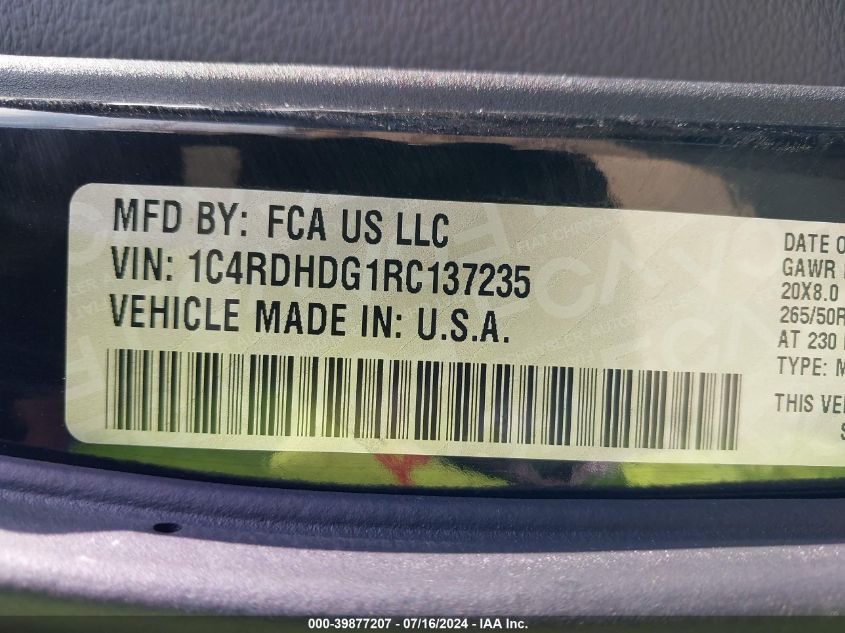 MFD BY: FCA US LLC
VIN: 1C4RDHDG1RC137235
VEHICLE MADE IN: U.S.A.
DATE O
GAWR
20X8.0
265/50R
AT 230
TYPE: M
THIS VE
S
000-39877207 - 07/16/2024 - IAA Inc.